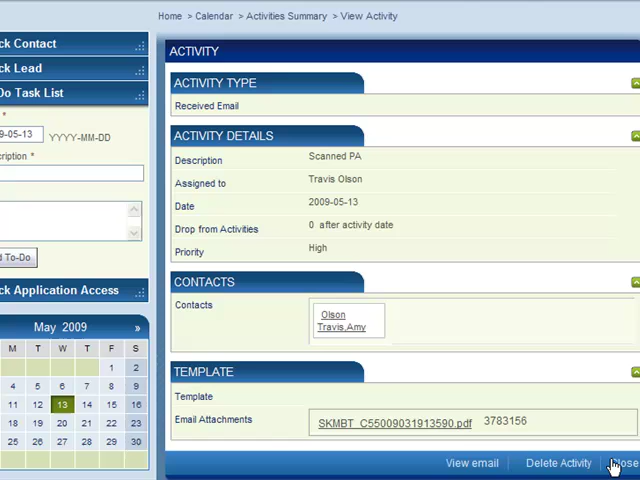 Home > Calendar > Activities Summary > View Activity
ck Contact
ck Lead
Do Task List
*
9-05-13 YYYY-MM-DD
cription *
d To-Do
ck Application Access
May 2009 »
M T W T F S
1 2
4 5 6 7 8 9
11 12 13 14 15 16
18 19 20 21 22 23
25 26 27 28 29 30
ACTIVITY
ACTIVITY TYPE
Received Email
ACTIVITY DETAILS
Description Scanned PA
Assigned to Travis Olson
Date 2009-05-13
Drop from Activities 0 after activity date
Priority High
CONTACTS
Contacts Olson
Travis,Amy
TEMPLATE
Template
Email Attachments SKMBT_C55009031913590.pdf 3783156
View email Delete Activity Close